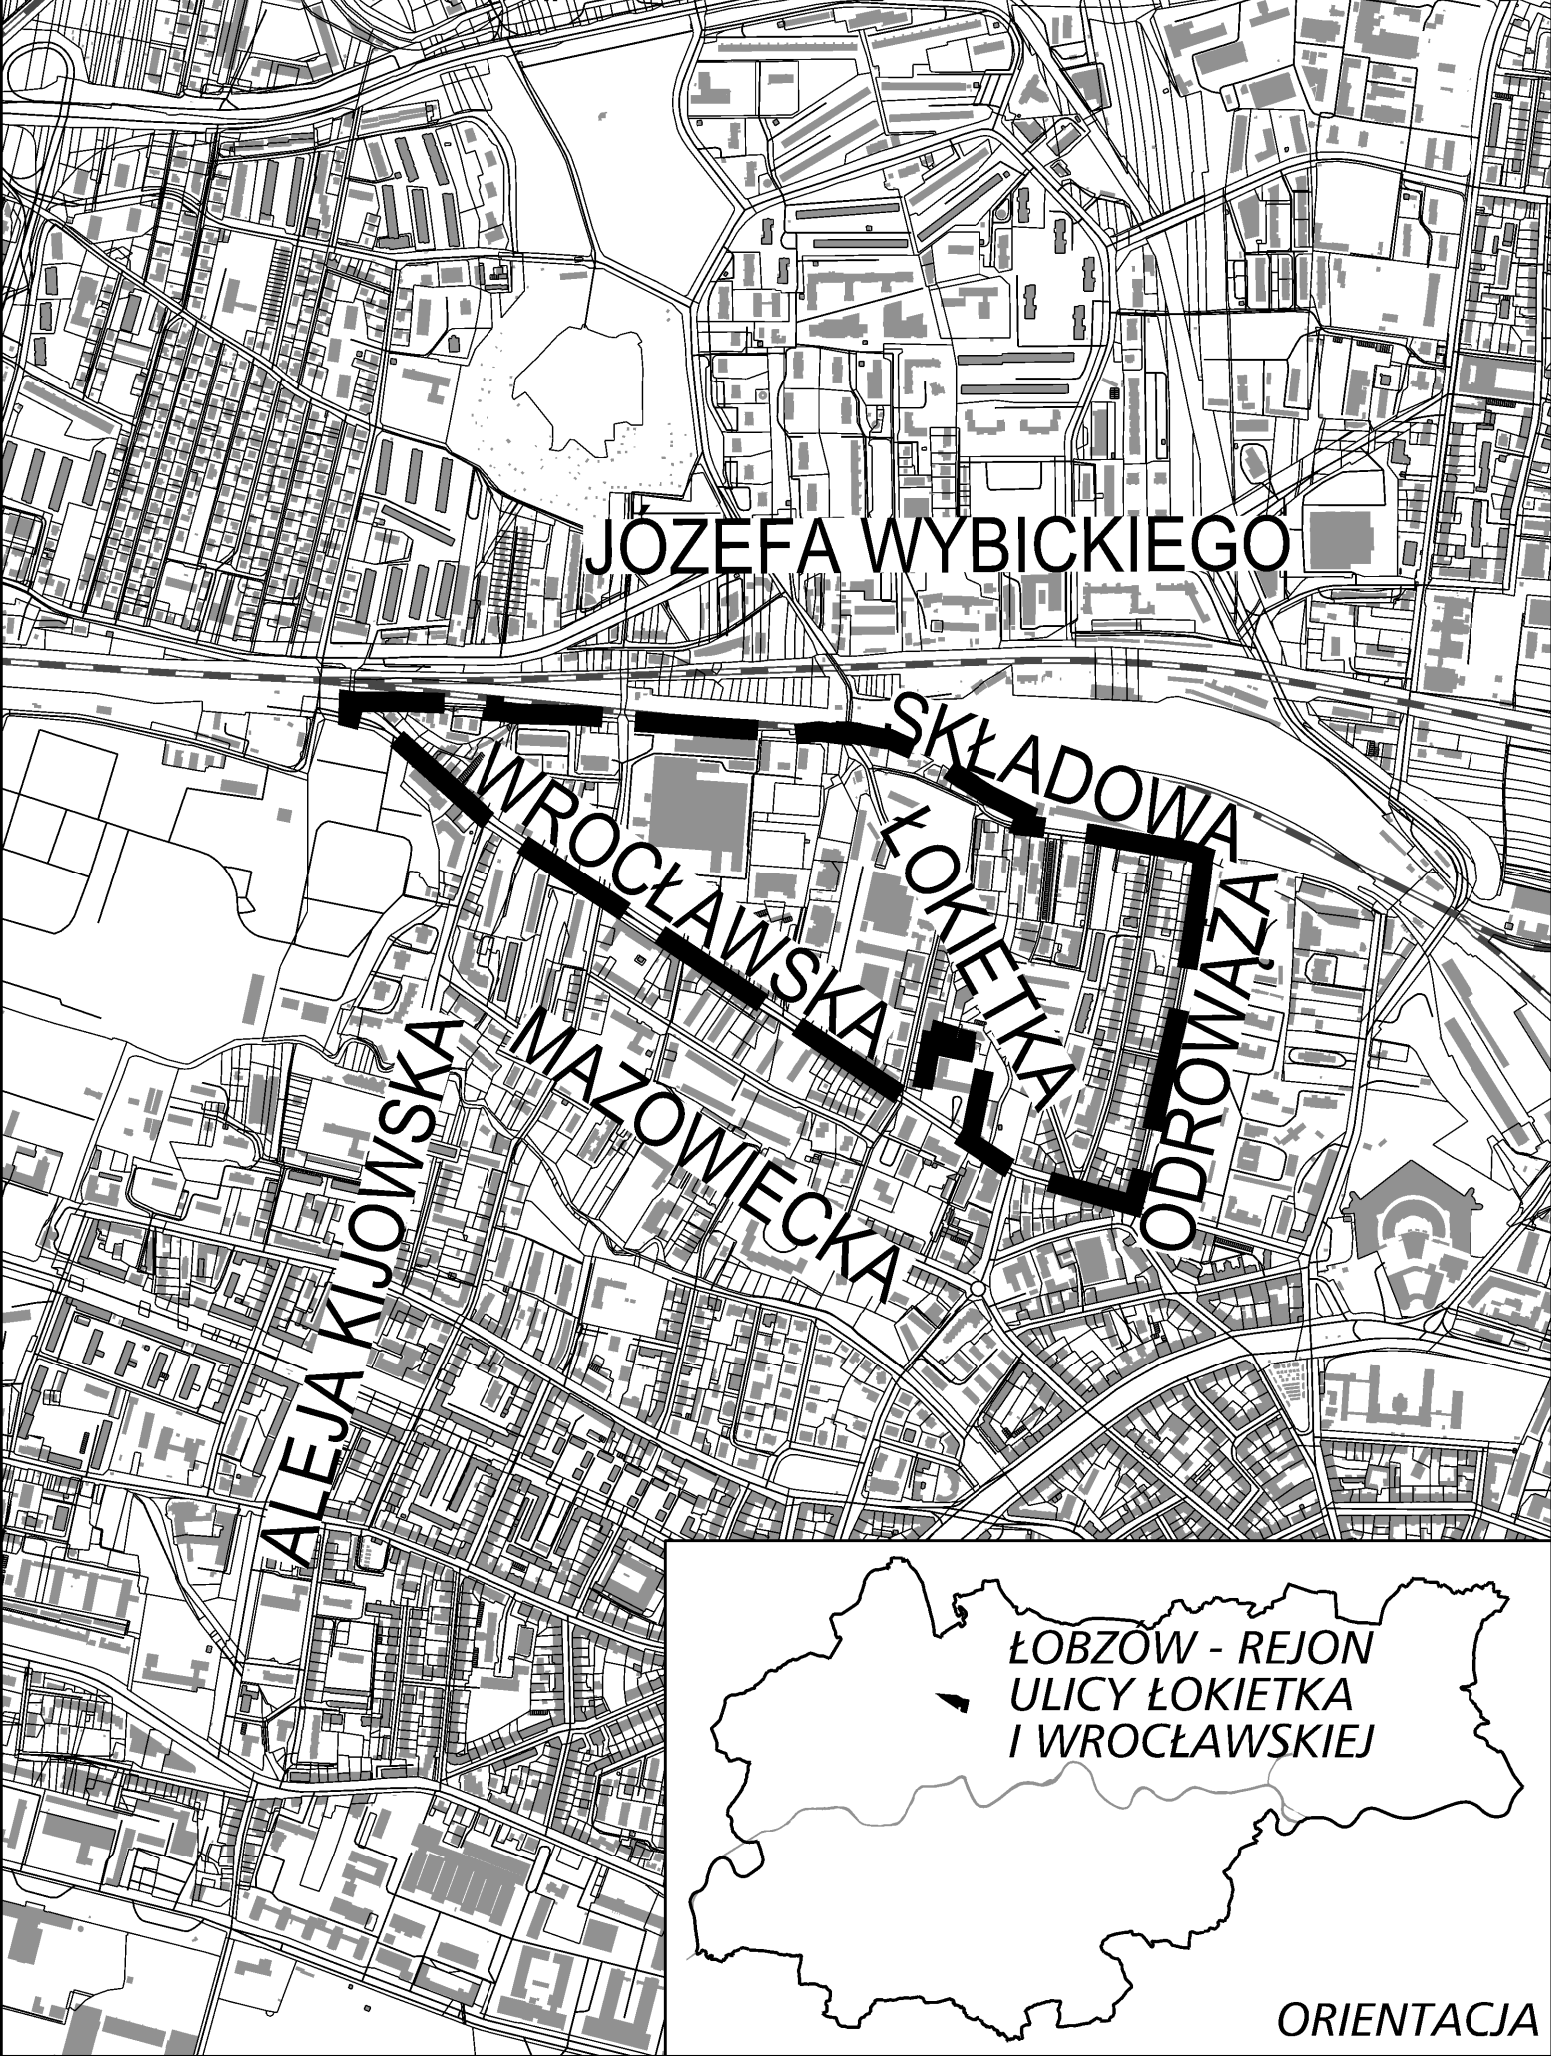 JÓZEFA WYBICKIEGO
SKŁADOWA
WROCŁAWSKA
ŁOKIETKA
ODROWĄŻA
MAZOWIECKA
ALEJA KIJOWSKA
ŁOBZÓW - REJON
ULICY ŁOKIETKA
I WROCŁAWSKIEJ
ORIENTACJA